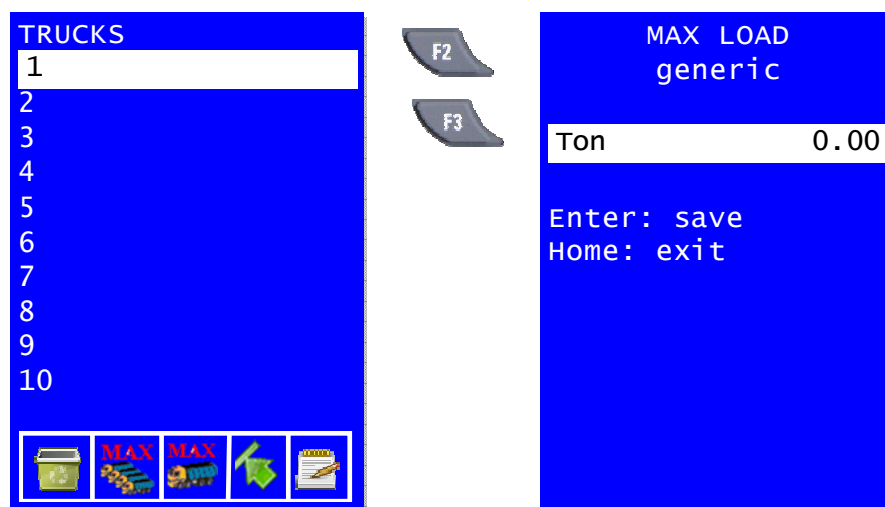 TRUCKS
1
2
3
4
5
6
7
8
9
10
MAX
MAX
F2
F3
MAX LOAD
generic
Ton 0.00
Enter: save
Home: exit